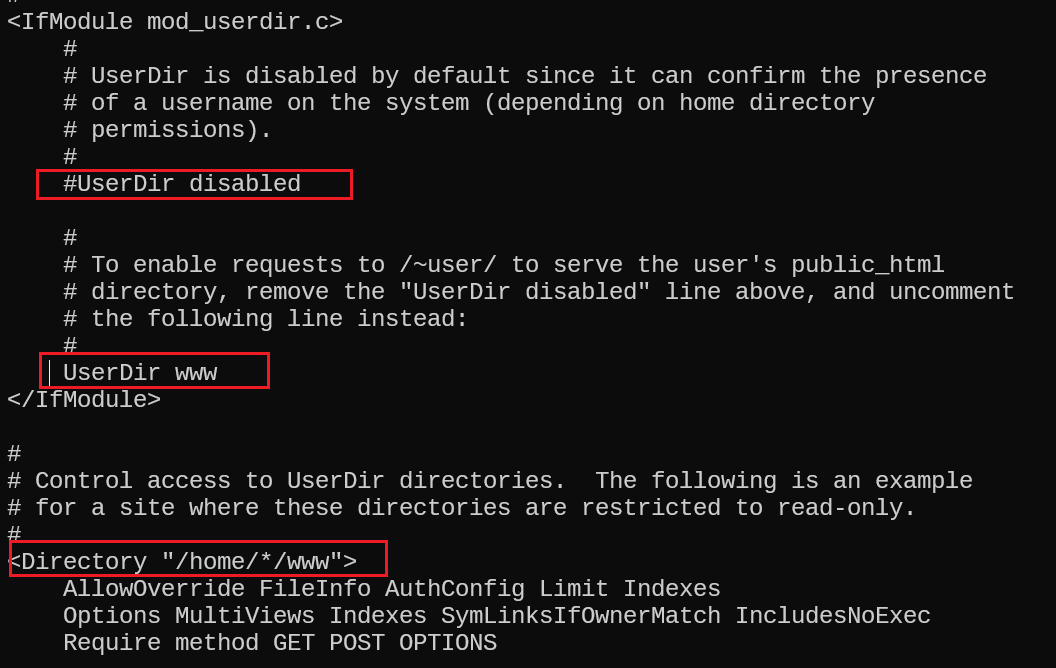 #
<IfModule mod_userdir.c>
    #
    # UserDir is disabled by default since it can confirm the presence
    # of a username on the system (depending on home directory
    # permissions).
    #
    #UserDir disabled

    #
    # To enable requests to /~user/ to serve the user's public_html
    # directory, remove the "UserDir disabled" line above, and uncomment
    # the following line instead:
    #
    UserDir www
</IfModule>

#
# Control access to UserDir directories.  The following is an example
# for a site where these directories are restricted to read-only.
#
<Directory "/home/*/www">
    AllowOverride FileInfo AuthConfig Limit Indexes
    Options MultiViews Indexes SymLinksIfOwnerMatch IncludesNoExec
    Require method GET POST OPTIONS